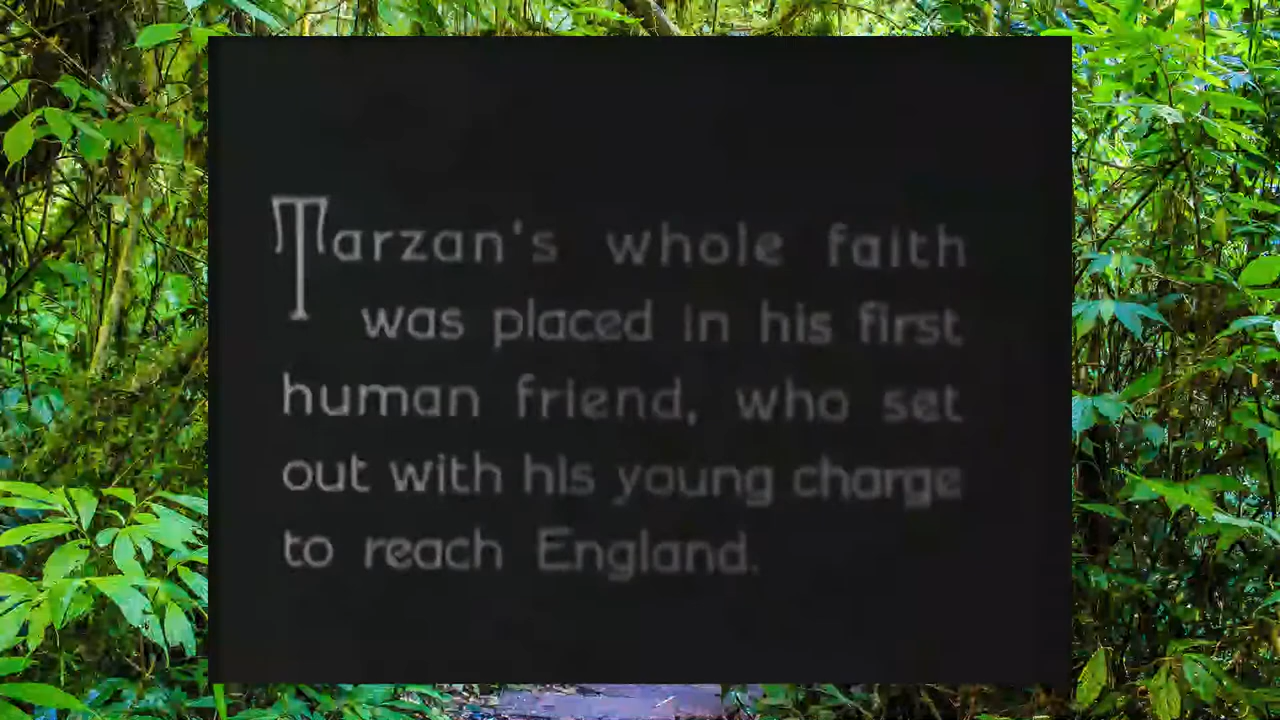 Tarzan's whole faith
was placed in his first
human friend, who set
out with his young charge
to reach England.